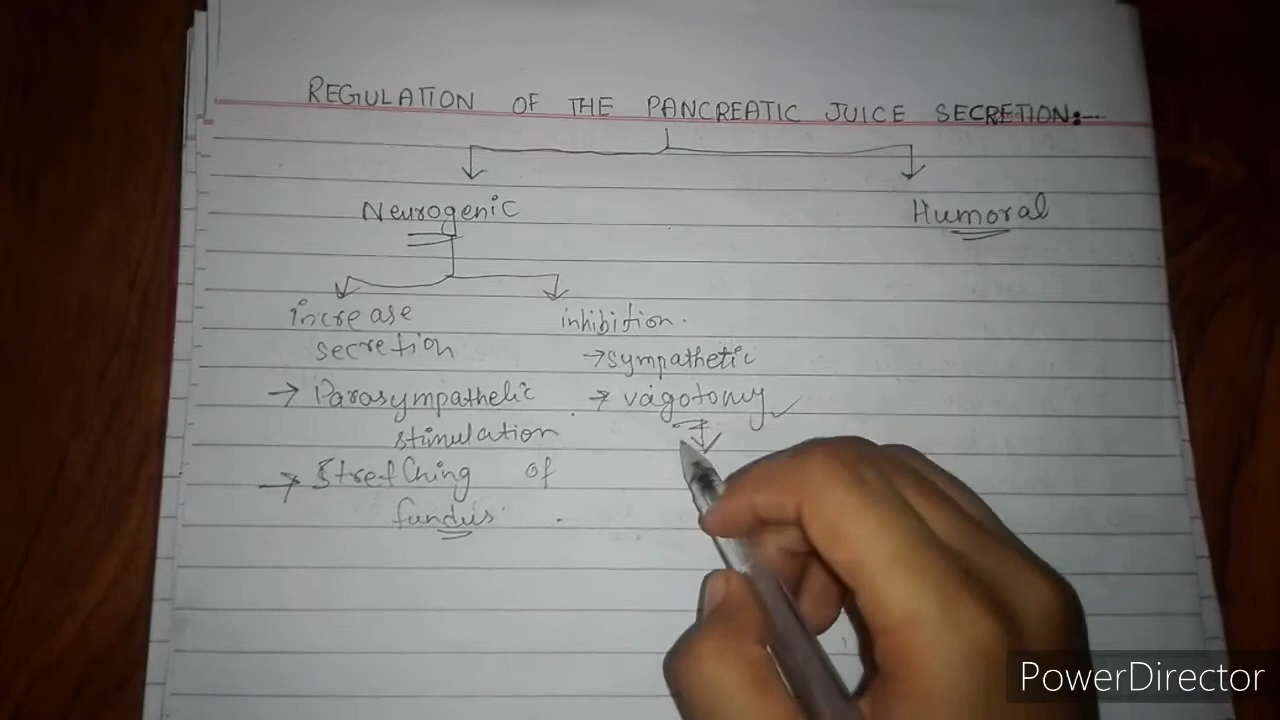 REGULATION OF THE PANCREATIC JUICE SECRETION:--
Neurogenic
Humoral
increase
secretion
→ Parasympathetic
stimulation
→ Stretching of
fundus.
inhibition.
→ sympathetic
→ vagotomy ✓
PowerDirector